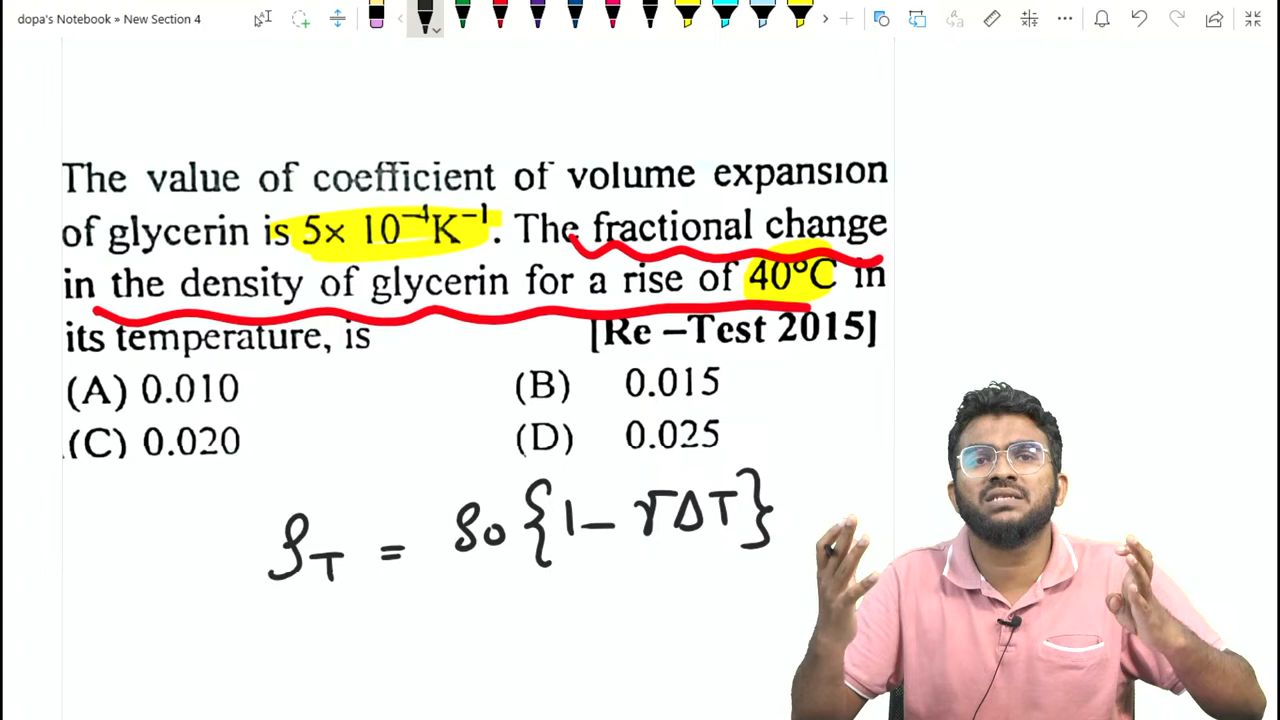 dopa's Notebook » New Section 4
The value of coefficient of volume expansion
of glycerin is 5× 10⁻⁴K⁻¹. The fractional change
in the density of glycerin for a rise of 40°C in
its temperature, is [Re –Test 2015]
(A) 0.010 (B) 0.015
(C) 0.020 (D) 0.025
ρT = ρ0{1 – γΔT}